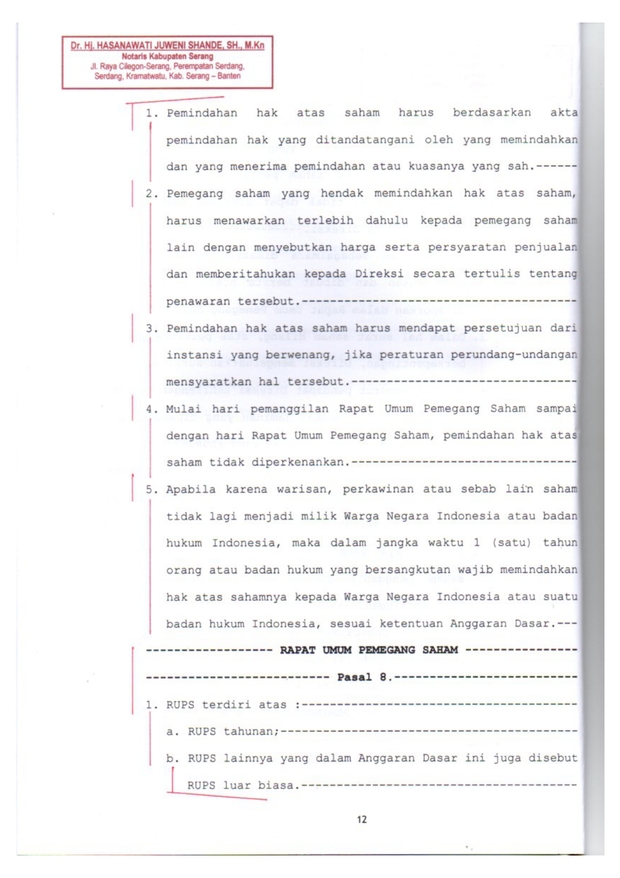 Dr. Hj. HASANAWATI JUWENI SHANDE, SH., M.Kn
Notaris Kabupaten Serang
Jl. Raya Cilegon-Serang, Perempatan Serdang,
Serdang, Kramatwatu, Kab. Serang – Banten
1. Pemindahan hak atas saham harus berdasarkan akta
pemindahan hak yang ditandatangani oleh yang memindahkan
dan yang menerima pemindahan atau kuasanya yang sah.------
2. Pemegang saham yang hendak memindahkan hak atas saham,
harus menawarkan terlebih dahulu kepada pemegang saham
lain dengan menyebutkan harga serta persyaratan penjualan
dan memberitahukan kepada Direksi secara tertulis tentang
penawaran tersebut.---------------------------------------
3. Pemindahan hak atas saham harus mendapat persetujuan dari
instansi yang berwenang, jika peraturan perundang-undangan
mensyaratkan hal tersebut.--------------------------------
4. Mulai hari pemanggilan Rapat Umum Pemegang Saham sampai
dengan hari Rapat Umum Pemegang Saham, pemindahan hak atas
saham tidak diperkenankan.--------------------------------
5. Apabila karena warisan, perkawinan atau sebab lain saham
tidak lagi menjadi milik Warga Negara Indonesia atau badan
hukum Indonesia, maka dalam jangka waktu 1 (satu) tahun
orang atau badan hukum yang bersangkutan wajib memindahkan
hak atas sahamnya kepada Warga Negara Indonesia atau suatu
badan hukum Indonesia, sesuai ketentuan Anggaran Dasar.---
------------------ RAPAT UMUM PEMEGANG SAHAM ----------------
-------------------------- Pasal 8.--------------------------
1. RUPS terdiri atas :---------------------------------------
a. RUPS tahunan;------------------------------------------
b. RUPS lainnya yang dalam Anggaran Dasar ini juga disebut
RUPS luar biasa.---------------------------------------
12